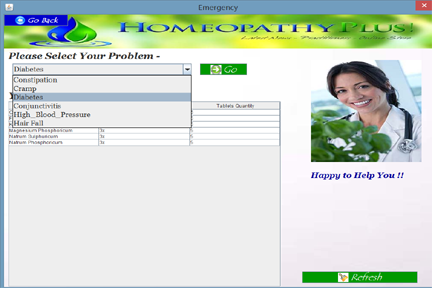 Emergency
Go Back
HOMEOPATHY PLUS!
Please Select Your Problem -
Diabetes
Go
Constipation
Cramp
Diabetes
Conjunctivitis
High_Blood_Pressure
Hair Fall
Tablets Quantity
Magnesium Phosphoricum 3x 5
Natrum Sulphuricum 3x 5
Natrum Phosphoricum 3x 5
Happy to Help You !!
Refresh